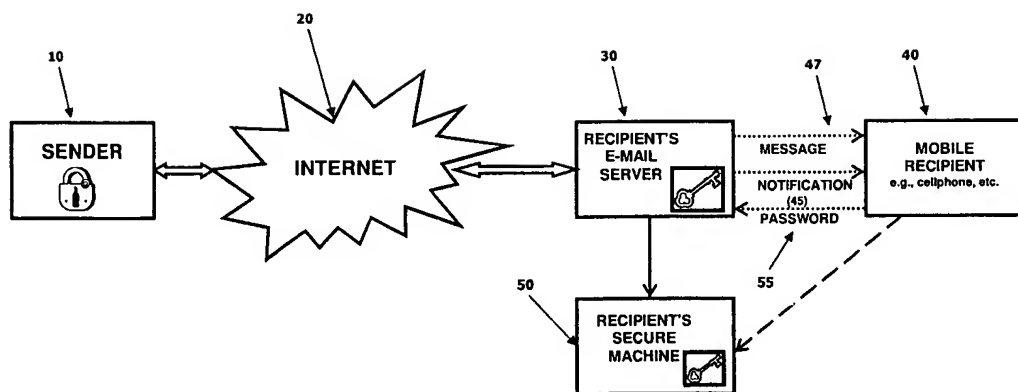 10
20
30
47
40
SENDER
INTERNET
RECIPIENT'S
E-MAIL
SERVER
MESSAGE
NOTIFICATION
(45)
PASSWORD
MOBILE
RECIPIENT
e.g., cellphone, etc.
55
50
RECIPIENT'S
SECURE
MACHINE